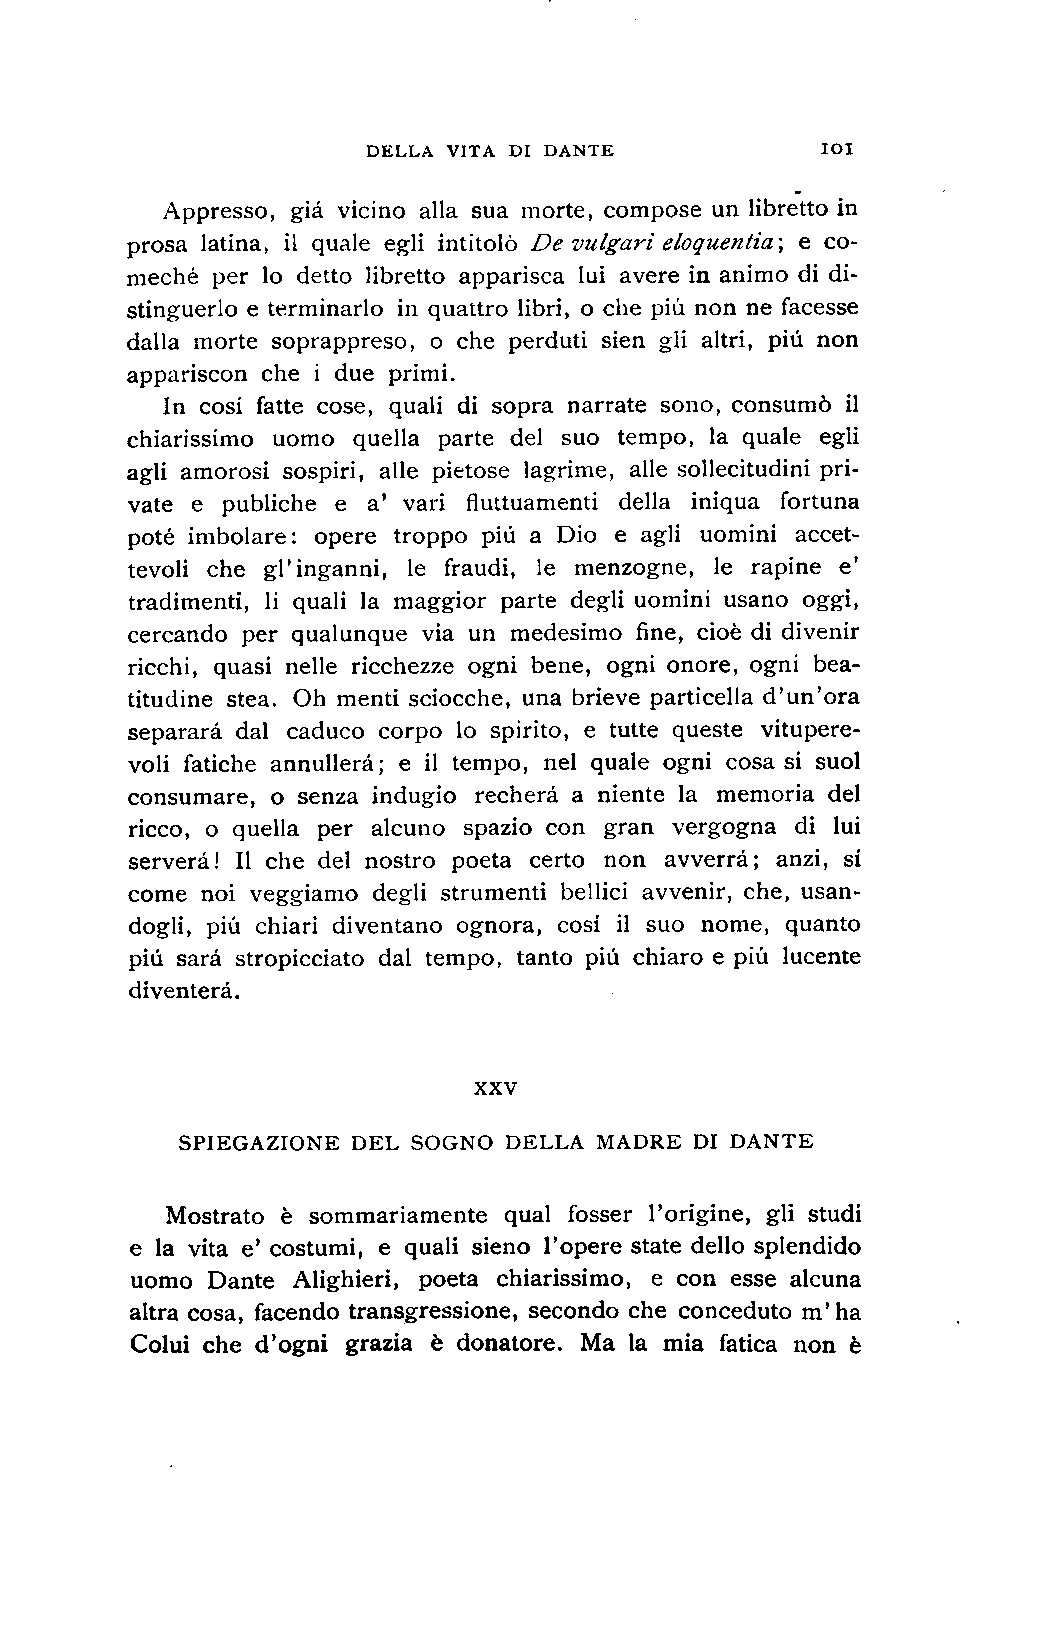 DELLA VITA DI DANTE 101
Appresso, giá vicino alla sua morte, compose un libretto in
prosa latina, il quale egli intitolò De vulgari eloquentia; e co-
meché per lo detto libretto apparisca lui avere in animo di di-
stinguerlo e terminarlo in quattro libri, o che piú non ne facesse
dalla morte soprappreso, o che perduti sien gli altri, piú non
appariscon che i due primi.
In cosí fatte cose, quali di sopra narrate sono, consumò il
chiarissimo uomo quella parte del suo tempo, la quale egli
agli amorosi sospiri, alle pietose lagrime, alle sollecitudini pri-
vate e publiche e a' vari fluttuamenti della iniqua fortuna
poté imbolare: opere troppo piú a Dio e agli uomini accet-
tevoli che gl'inganni, le fraudi, le menzogne, le rapine e'
tradimenti, li quali la maggior parte degli uomini usano oggi,
cercando per qualunque via un medesimo fine, cioè di divenir
ricchi, quasi nelle ricchezze ogni bene, ogni onore, ogni bea-
titudine stea. Oh menti sciocche, una brieve particella d'un'ora
separará dal caduco corpo lo spirito, e tutte queste vitupere-
voli fatiche annullerá; e il tempo, nel quale ogni cosa si suol
consumare, o senza indugio recherá a niente la memoria del
ricco, o quella per alcuno spazio con gran vergogna di lui
serverá! Il che del nostro poeta certo non avverrá; anzi, sí
come noi veggiamo degli strumenti bellici avvenir, che, usan-
dogli, piú chiari diventano ognora, cosí il suo nome, quanto
piú sará stropicciato dal tempo, tanto piú chiaro e piú lucente
diventerá.
XXV
SPIEGAZIONE DEL SOGNO DELLA MADRE DI DANTE
Mostrato è sommariamente qual fosser l'origine, gli studi
e la vita e' costumi, e quali sieno l'opere state dello splendido
uomo Dante Alighieri, poeta chiarissimo, e con esse alcuna
altra cosa, facendo transgressione, secondo che conceduto m'ha
Colui che d'ogni grazia è donatore. Ma la mia fatica non è